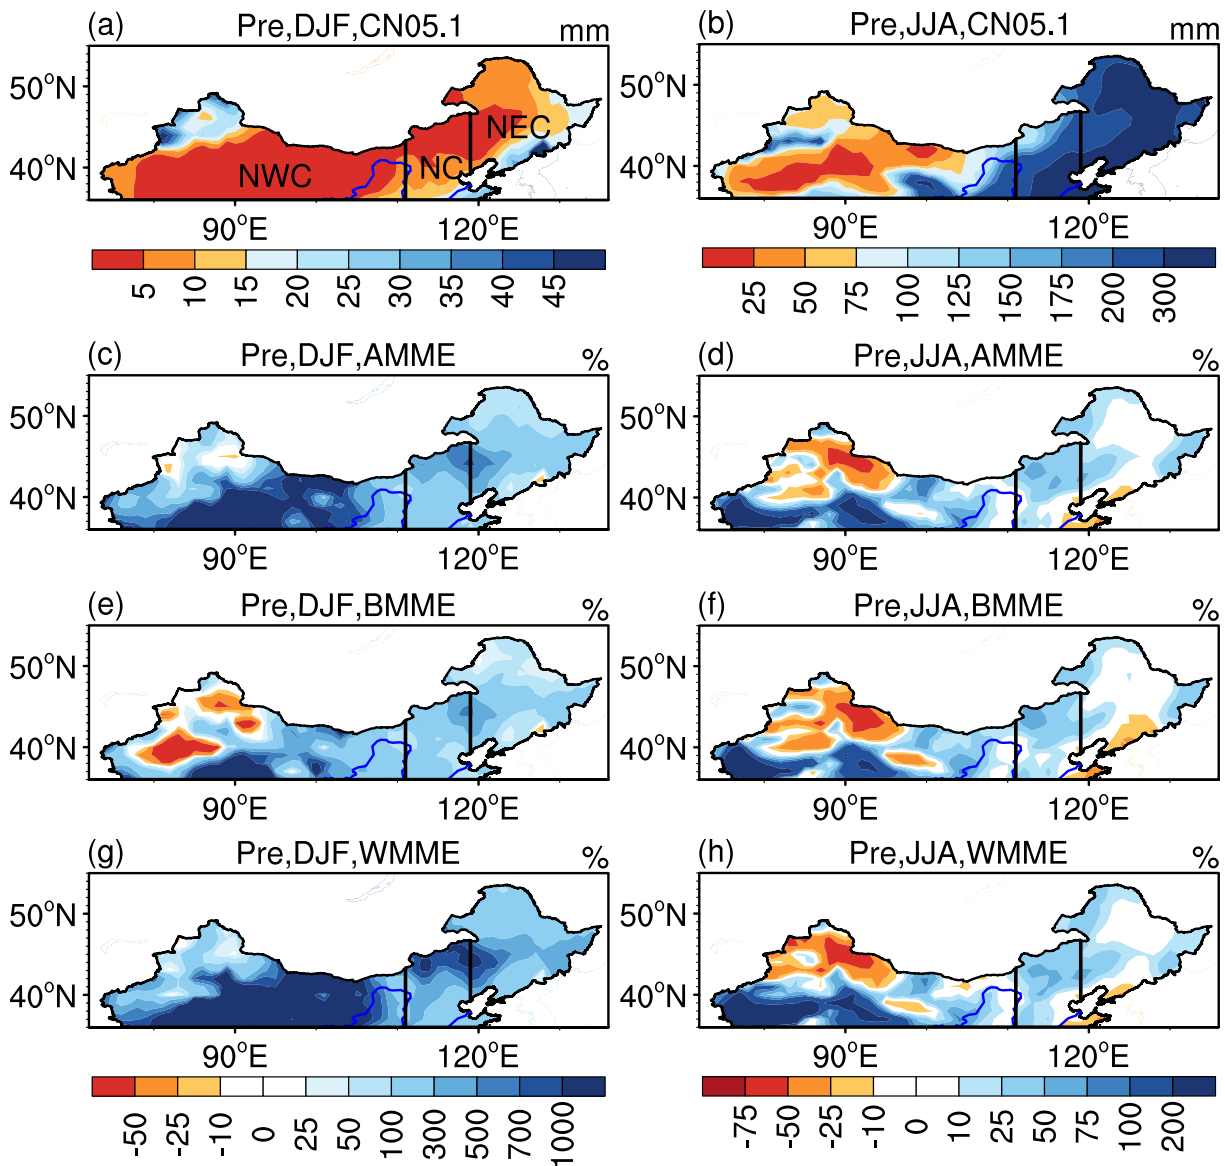 (a) Pre,DJF,CN05.1 mm
(b) Pre,JJA,CN05.1 mm
50°N
40°N
NWC
NC
NEC
90°E 120°E
5 10 15 20 25 30 35 40 45
50°N
40°N
90°E 120°E
25 50 75 100 125 150 175 200 300
(c) Pre,DJF,AMME %
50°N
40°N
90°E 120°E
(d) Pre,JJA,AMME %
50°N
40°N
90°E 120°E
(e) Pre,DJF,BMME %
50°N
40°N
90°E 120°E
(f) Pre,JJA,BMME %
50°N
40°N
90°E 120°E
(g) Pre,DJF,WMME %
50°N
40°N
90°E 120°E
-50 -25 -10 0 25 50 100 300 500 700 1000
(h) Pre,JJA,WMME %
50°N
40°N
90°E 120°E
-75 -50 -25 -10 0 10 25 50 75 100 200